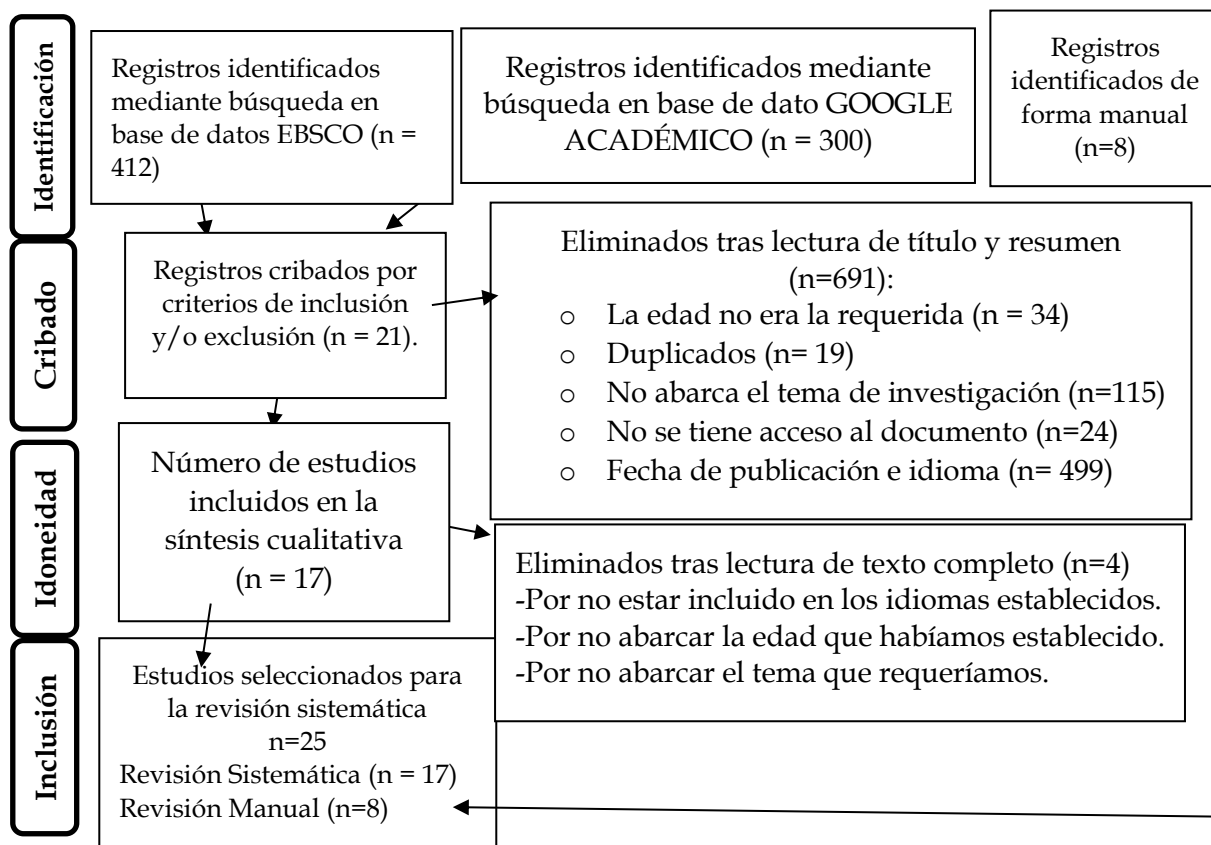 Identificación
Registros identificados
mediante búsqueda en
base de datos EBSCO (n =
412)
Registros identificados mediante
búsqueda en base de dato GOOGLE
ACADÉMICO (n = 300)
Registros
identificados de
forma manual
(n=8)
Cribado
Registros cribados por
criterios de inclusión
y/o exclusión (n = 21).
Eliminados tras lectura de título y resumen
(n=691):
o La edad no era la requerida (n = 34)
o Duplicados (n= 19)
o No abarca el tema de investigación (n=115)
o No se tiene acceso al documento (n=24)
o Fecha de publicación e idioma (n= 499)
Idoneidad
Número de estudios
incluidos en la
síntesis cualitativa
(n = 17)
Eliminados tras lectura de texto completo (n=4)
-Por no estar incluido en los idiomas establecidos.
-Por no abarcar la edad que habíamos establecido.
-Por no abarcar el tema que requeríamos.
Inclusión
Estudios seleccionados para
la revisión sistemática
n=25
Revisión Sistemática (n = 17)
Revisión Manual (n=8)